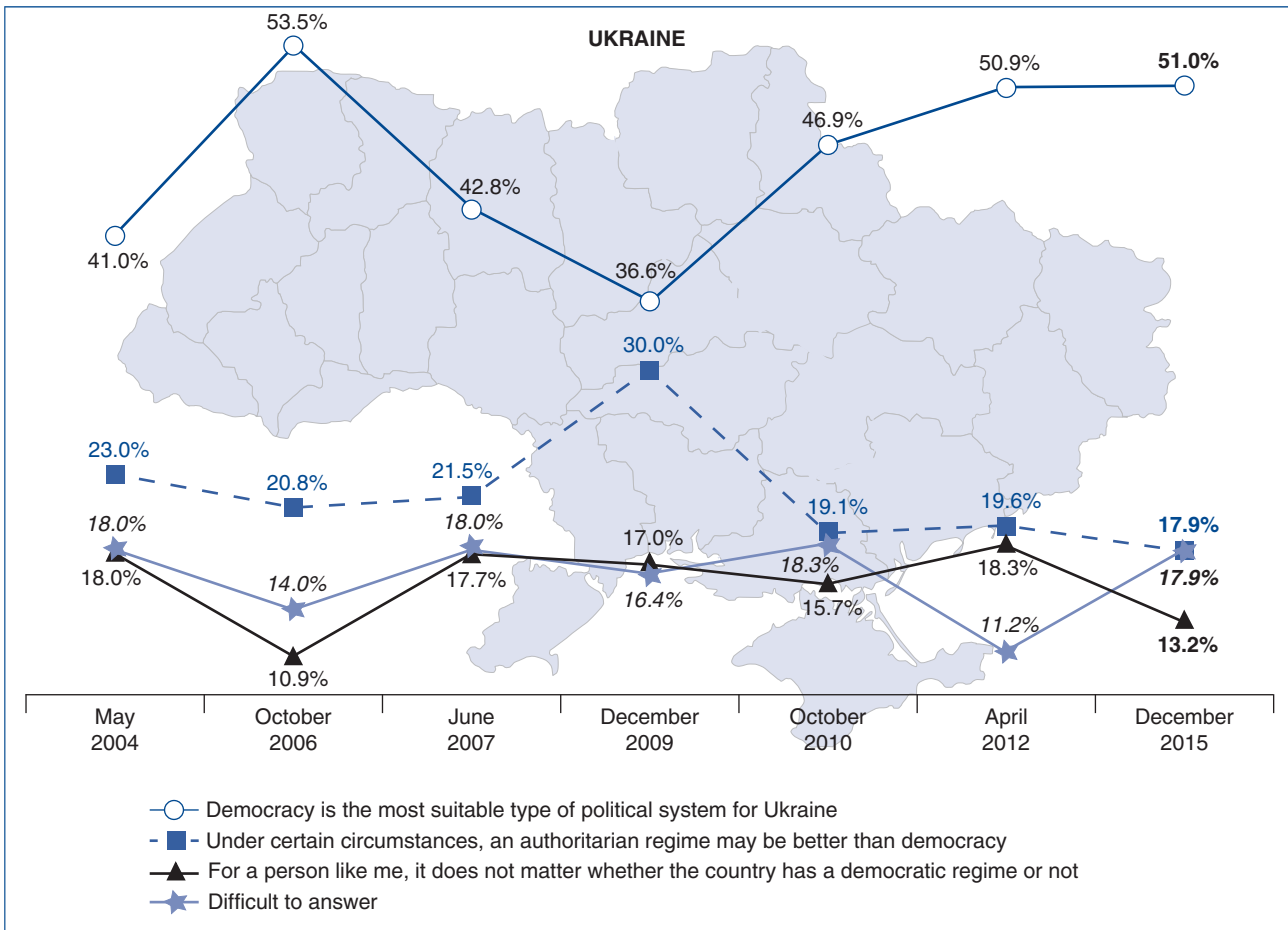 UKRAINE
53.5%
50.9%
51.0%
46.9%
42.8%
41.0%
36.6%
30.0%
23.0%
20.8%
21.5%
19.1%
19.6%
17.9%
18.0%
14.0%
18.0%
17.0%
18.3%
18.3%
17.9%
18.0%
17.7%
16.4%
15.7%
11.2%
13.2%
10.9%
May
2004
October
2006
June
2007
December
2009
October
2010
April
2012
December
2015
Democracy is the most suitable type of political system for Ukraine
Under certain circumstances, an authoritarian regime may be better than democracy
For a person like me, it does not matter whether the country has a democratic regime or not
Difficult to answer